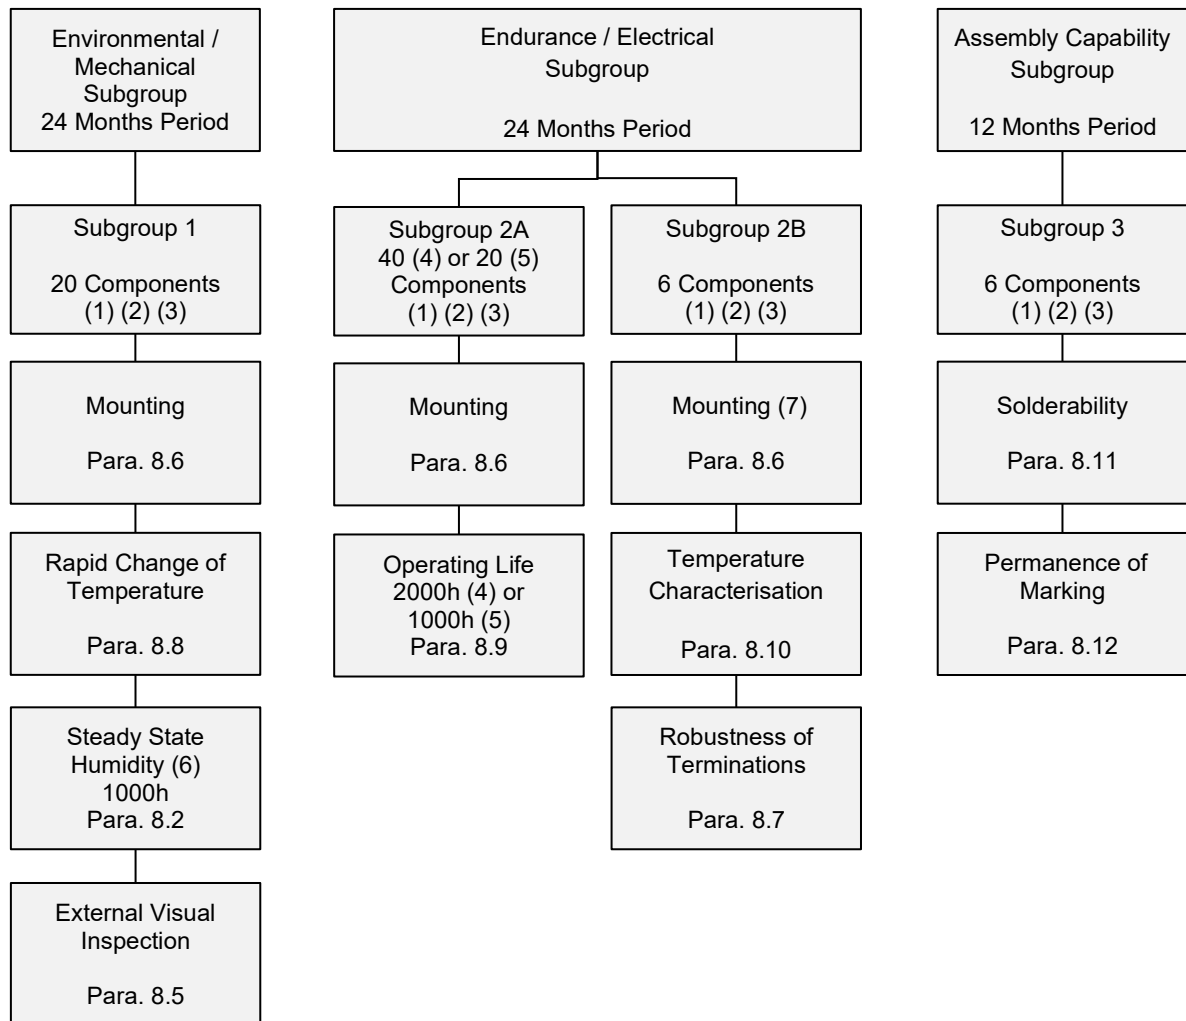 Environmental /
Mechanical
Subgroup
24 Months Period
Endurance / Electrical
Subgroup
24 Months Period
Assembly Capability
Subgroup
12 Months Period
Subgroup 1
20 Components
(1) (2) (3)
Subgroup 2A
40 (4) or 20 (5)
Components
(1) (2) (3)
Subgroup 2B
6 Components
(1) (2) (3)
Subgroup 3
6 Components
(1) (2) (3)
Mounting
Para. 8.6
Mounting
Para. 8.6
Mounting (7)
Para. 8.6
Solderability
Para. 8.11
Rapid Change of
Temperature
Para. 8.8
Operating Life
2000h (4) or
1000h (5)
Para. 8.9
Temperature
Characterisation
Para. 8.10
Permanence of
Marking
Para. 8.12
Steady State
Humidity (6)
1000h
Para. 8.2
Robustness of
Terminations
Para. 8.7
External Visual
Inspection
Para. 8.5